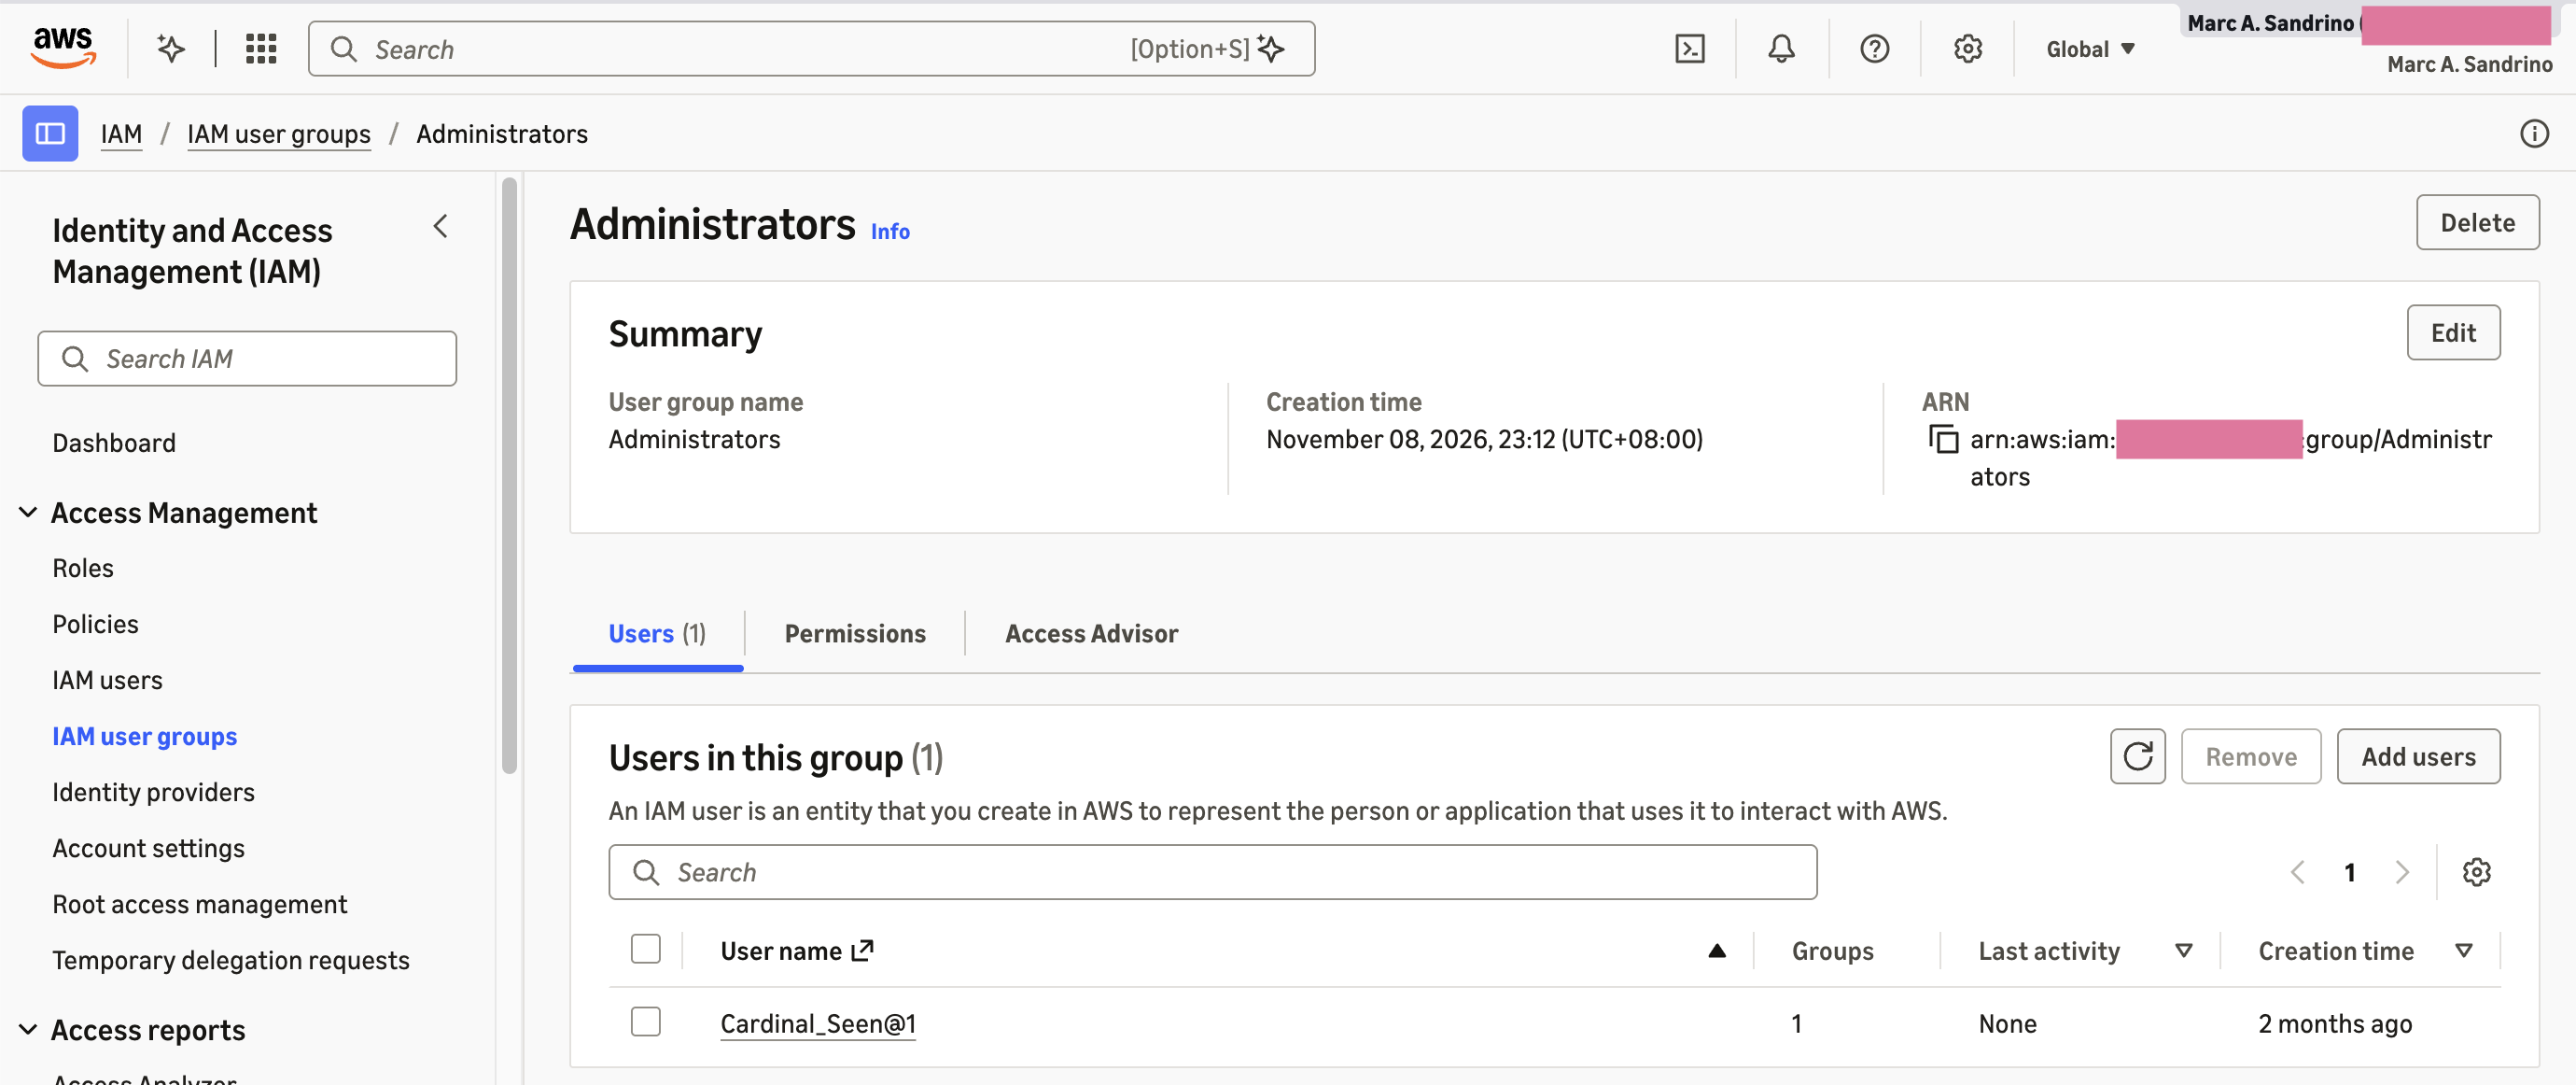 aws
Search
[Option+S]
Global
Marc A. Sandrino (
Marc A. Sandrino
IAM / IAM user groups / Administrators
Identity and Access
Management (IAM)
Search IAM
Dashboard
Access Management
Roles
Policies
IAM users
IAM user groups
Identity providers
Account settings
Root access management
Temporary delegation requests
Access reports
Access Analyzer
Administrators Info
Delete
Summary
Edit
User group name
Administrators
Creation time
November 08, 2026, 23:12 (UTC+08:00)
ARN
arn:aws:iam: :group/Administr
ators
Users (1)
Permissions
Access Advisor
Users in this group (1)
Remove
Add users
An IAM user is an entity that you create in AWS to represent the person or application that uses it to interact with AWS.
Search
1
User name Groups Last activity Creation time
Cardinal_Seen@1 1 None 2 months ago